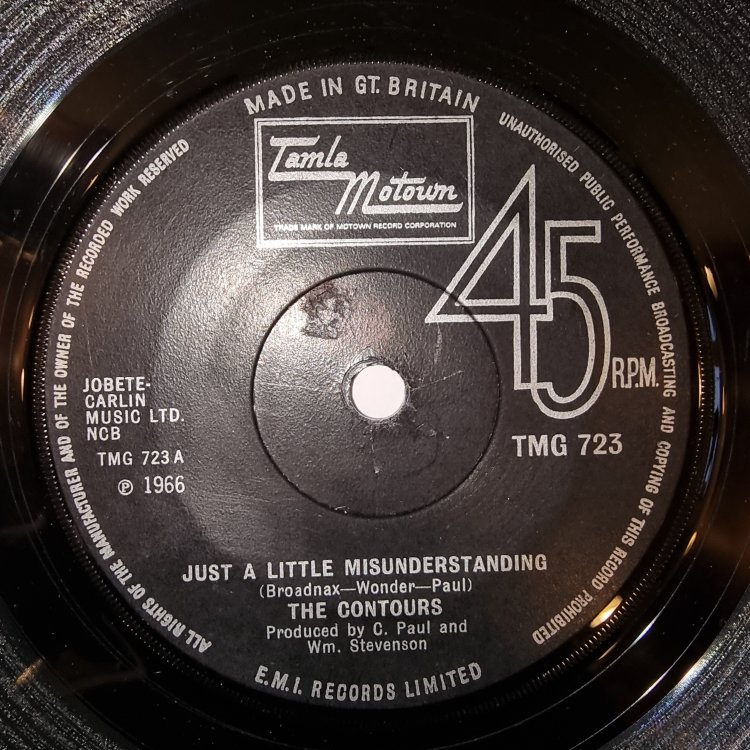 MADE IN GT. BRITAIN
UNAUTHORISED PUBLIC PERFORMANCE BROADCASTING AND COPYING OF THIS RECORD PROHIBITED
ALL RIGHTS OF THE MANUFACTURER AND OF THE OWNER OF THE RECORDED WORK RESERVED
Tamla
Motown
TRADE MARK OF MOTOWN RECORD CORPORATION
45
R.P.M.
JOBETE-
CARLIN
MUSIC LTD.
NCB
TMG 723A
℗ 1966
TMG 723
JUST A LITTLE MISUNDERSTANDING
(Broadnax—Wonder—Paul)
THE CONTOURS
Produced by C. Paul and
Wm. Stevenson
E.M.I. RECORDS LIMITED